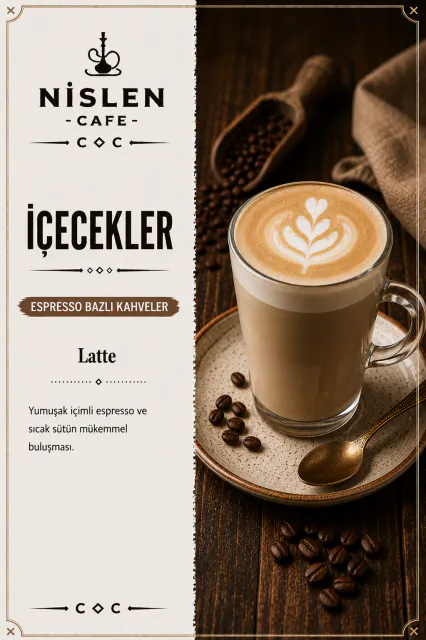 NİSLEN
-CAFE-
C C
İÇECEKLER
ESPRESSO BAZLI KAHVELER
Latte
Yumuşak içimli espresso ve
sıcak sütün mükemmel
buluşması.
C C